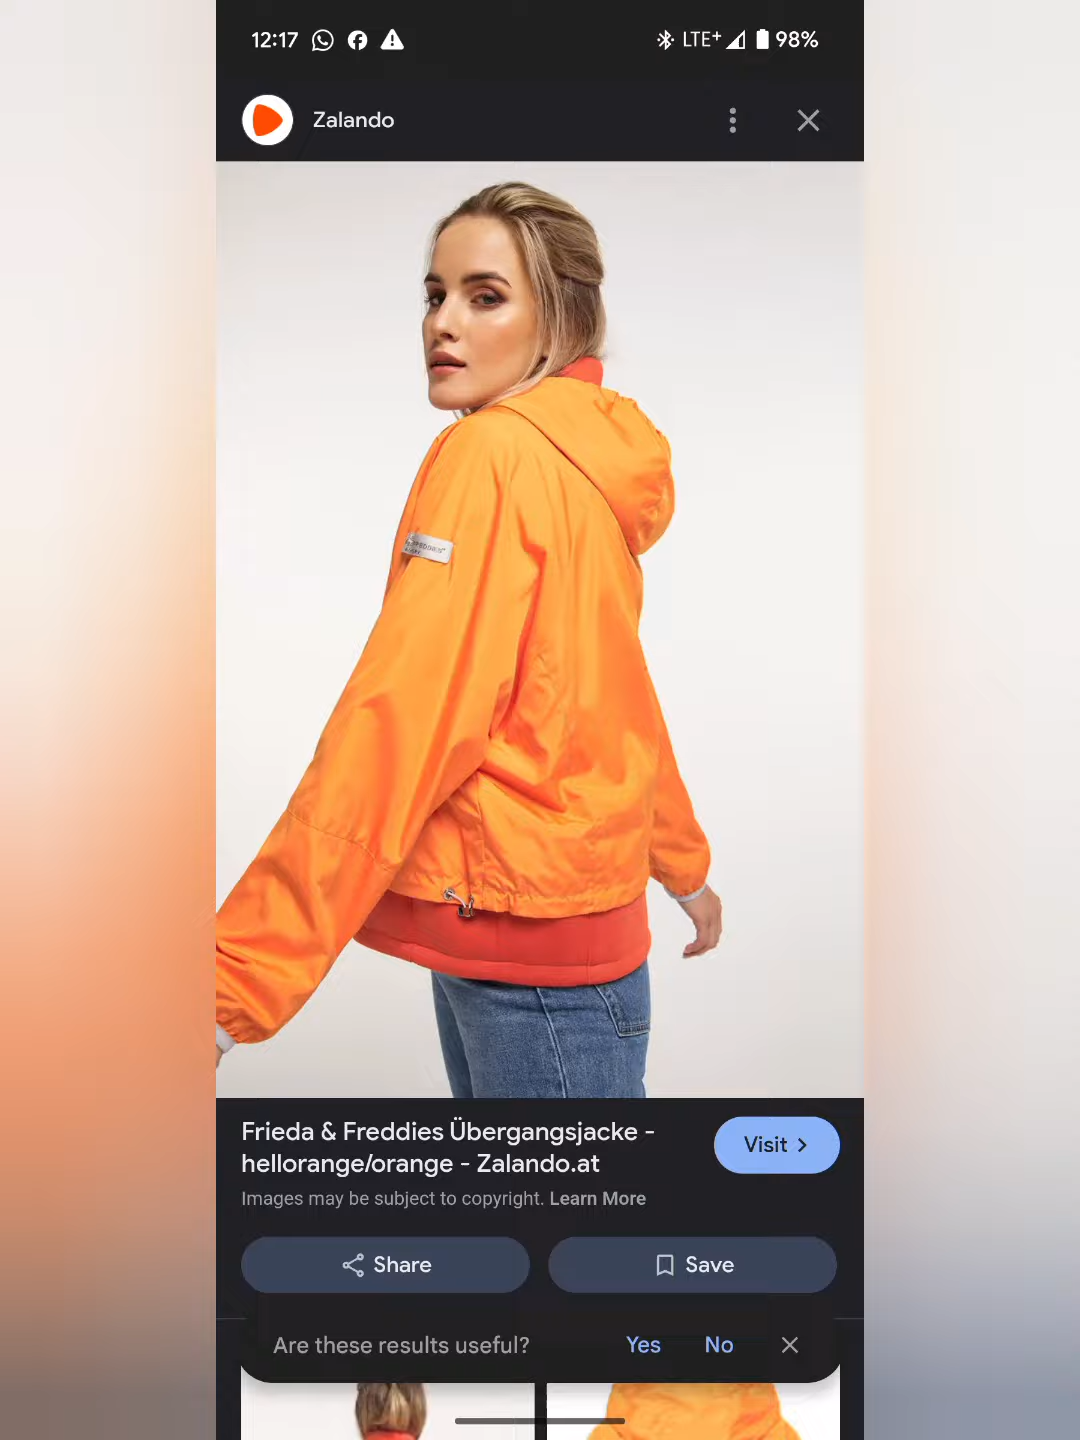 12:17
LTE+
98%
Zalando
Frieda & Freddies Übergangsjacke -
hellorange/orange - Zalando.at
Visit
Images may be subject to copyright. Learn More
Share
Save
Are these results useful?
Yes
No